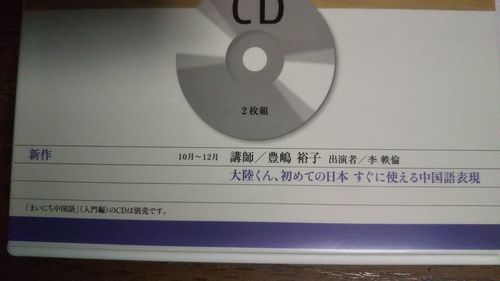 CD
2枚組
新作 10月～12月 講師／豊嶋 裕子 出演者／李 軼倫
大陸くん、初めての日本 すぐに使える中国語表現
「まいにち中国語」(入門編)のCDは別売です。